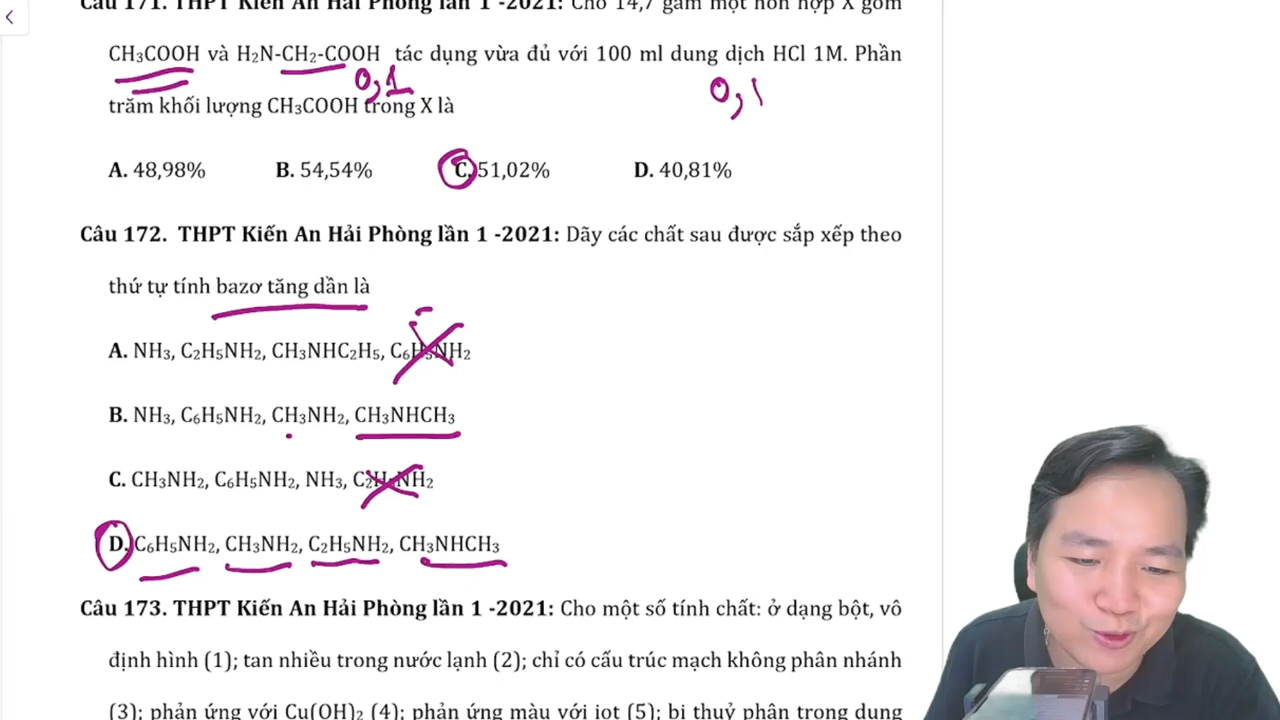 Câu 171. THPT Kiến An Hải Phòng lần 1 -2021: Cho 14,7 gam một hỗn hợp X gồm
CH₃COOH và H₂N-CH₂-COOH tác dụng vừa đủ với 100 ml dung dịch HCl 1M. Phần
0,1
0,1
trăm khối lượng CH₃COOH trong X là
A. 48,98% B. 54,54% C. 51,02% D. 40,81%
Câu 172. THPT Kiến An Hải Phòng lần 1 -2021: Dãy các chất sau được sắp xếp theo
thứ tự tính bazơ tăng dần là
A. NH₃, C₂H₅NH₂, CH₃NHC₂H₅, C₆H₅NH₂
B. NH₃, C₆H₅NH₂, CH₃NH₂, CH₃NHCH₃
C. CH₃NH₂, C₆H₅NH₂, NH₃, C₂H₅NH₂
D. C₆H₅NH₂, CH₃NH₂, C₂H₅NH₂, CH₃NHCH₃
Câu 173. THPT Kiến An Hải Phòng lần 1 -2021: Cho một số tính chất: ở dạng bột, vô
định hình (1); tan nhiều trong nước lạnh (2); chỉ có cấu trúc mạch không phân nhánh
(3); phản ứng với Cu(OH)₂ (4); phản ứng màu với iot (5); bị thuỷ phân trong dung